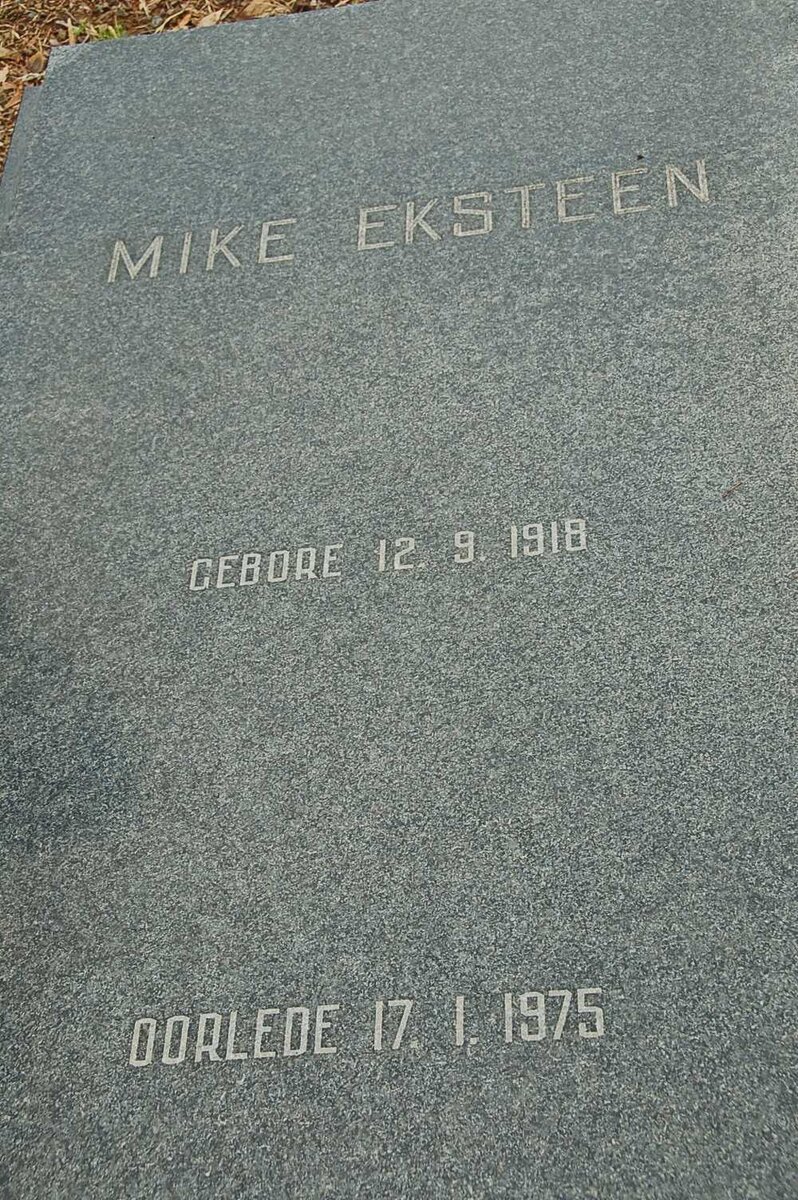 MIKE EKSTEEN
GEBORE 12. 9. 1918
OORLEDE 17. 1. 1975